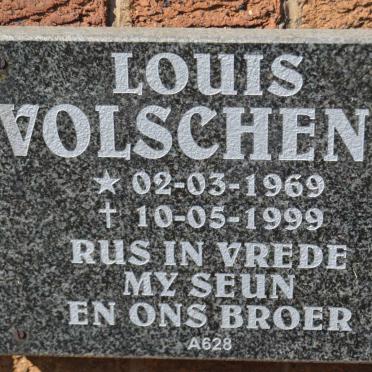 LOUIS
VOLSCHEN
★ 02-03-1969
† 10-05-1999
RUS IN VREDE
MY SEUN
EN ONS BROER
A628